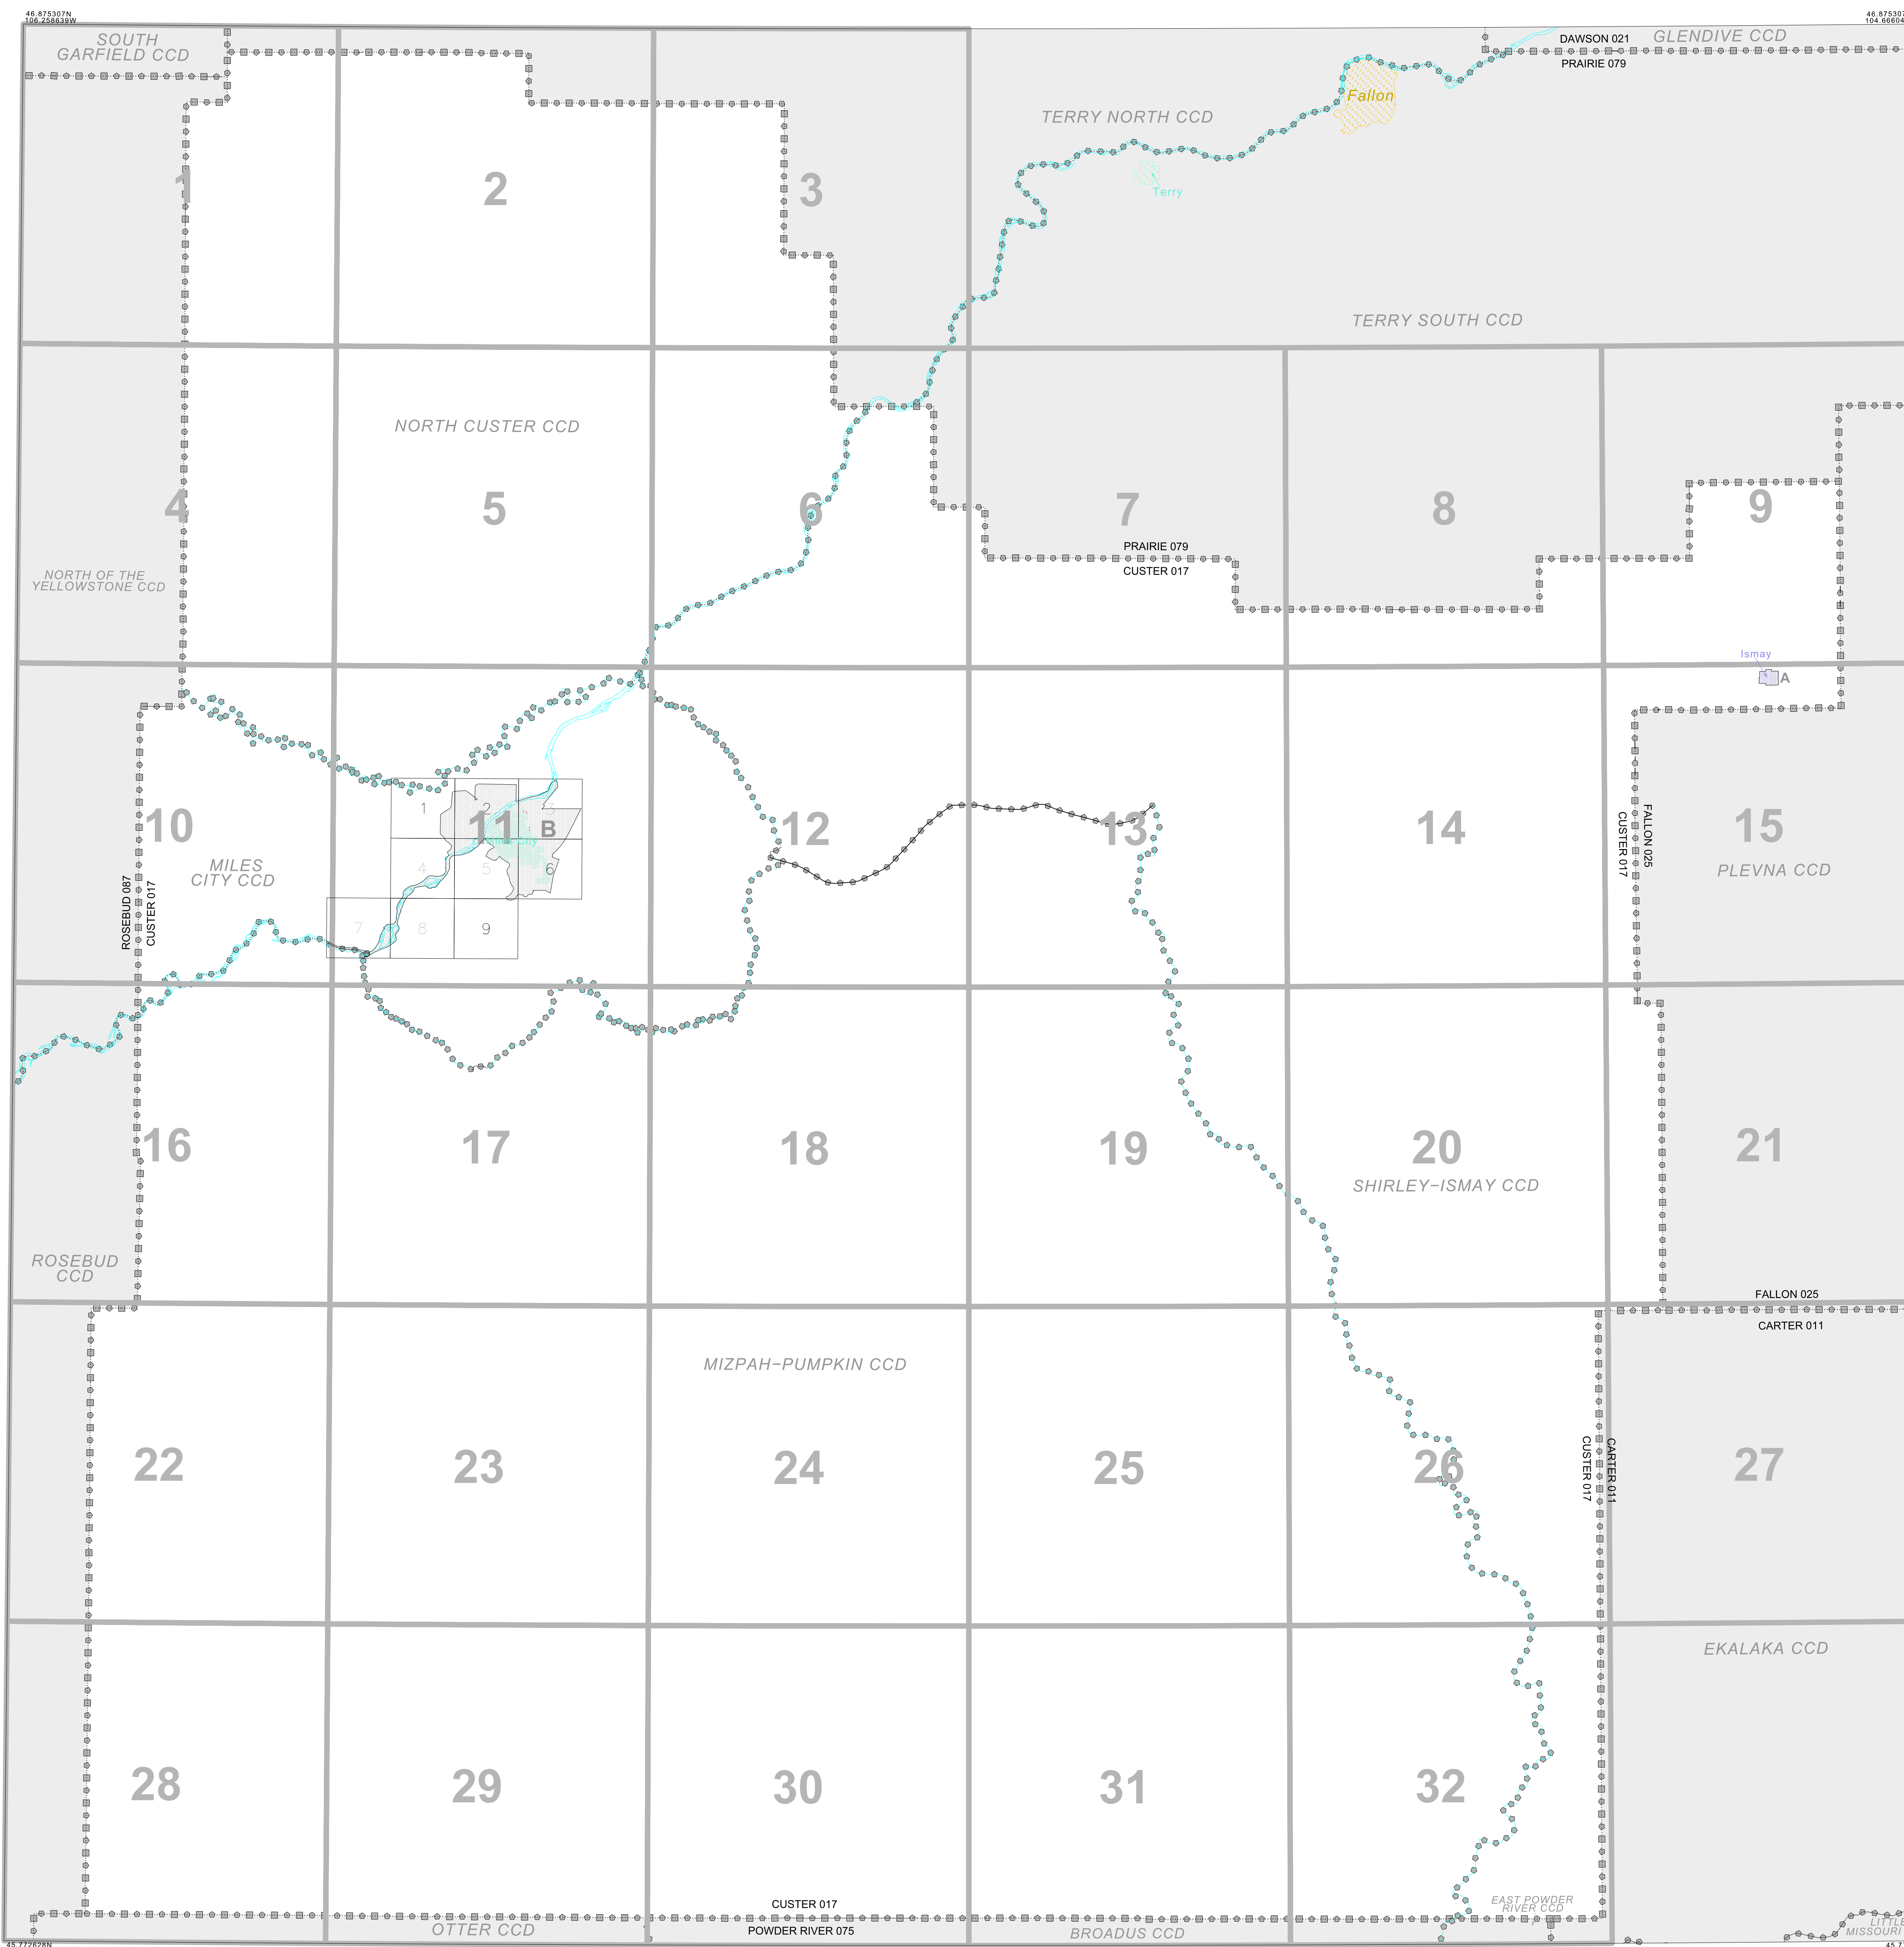 46.875307N
106.258639W
46.875307
104.66604
SOUTH
GARFIELD CCD
DAWSON 021
GLENDIVE CCD
PRAIRIE 079
Fallon
TERRY NORTH CCD
1
2
3
Terry
TERRY SOUTH CCD
NORTH CUSTER CCD
4
5
6
7
8
9
PRAIRIE 079
CUSTER 017
NORTH OF THE
YELLOWSTONE CCD
Ismay
A
10
11
12
13
14
15
1
2
3
B
4
5
6
7
8
9
MILES
CITY CCD
ROSEBUD 087
CUSTER 017
CUSTER 017
FALLON 025
PLEVNA CCD
16
17
18
19
20
21
SHIRLEY-ISMAY CCD
ROSEBUD
CCD
FALLON 025
CARTER 011
MIZPAH-PUMPKIN CCD
22
23
24
25
26
27
CUSTER 017
CARTER 011
EKALAKA CCD
28
29
30
31
32
CUSTER 017
POWDER RIVER 075
OTTER CCD
BROADUS CCD
EAST POWDER
RIVER CCD
LITTLE
MISSOURI
45.772628N
45.7